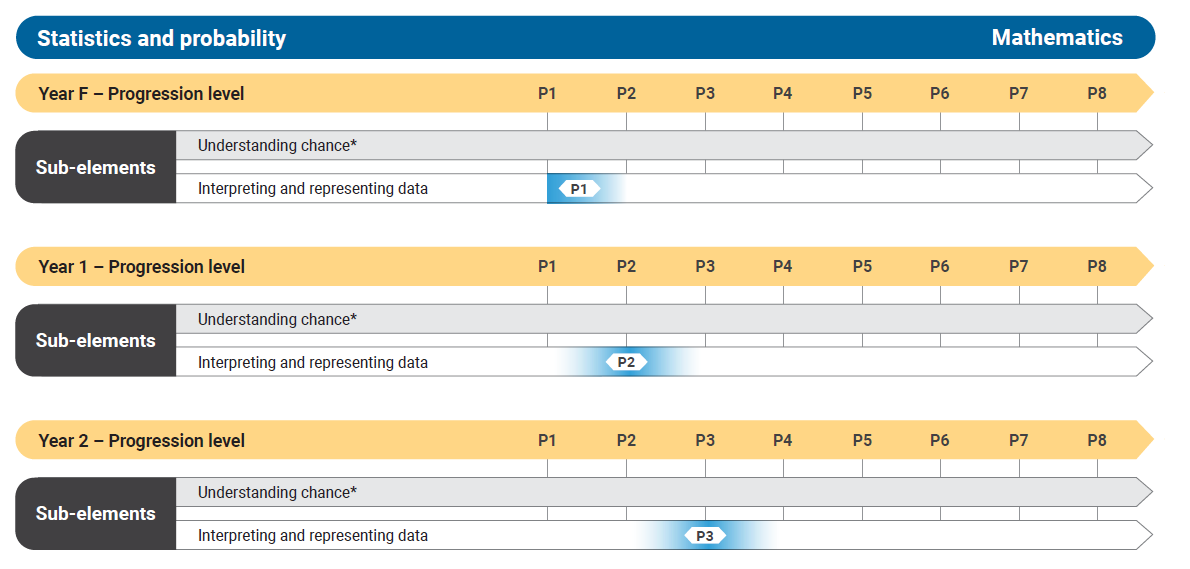 Statistics and probability Mathematics
Year F – Progression level P1 P2 P3 P4 P5 P6 P7 P8
Understanding chance*
Sub-elements
Interpreting and representing data P1
Year 1 – Progression level P1 P2 P3 P4 P5 P6 P7 P8
Understanding chance*
Sub-elements
Interpreting and representing data P2
Year 2 – Progression level P1 P2 P3 P4 P5 P6 P7 P8
Understanding chance*
Sub-elements
Interpreting and representing data P3